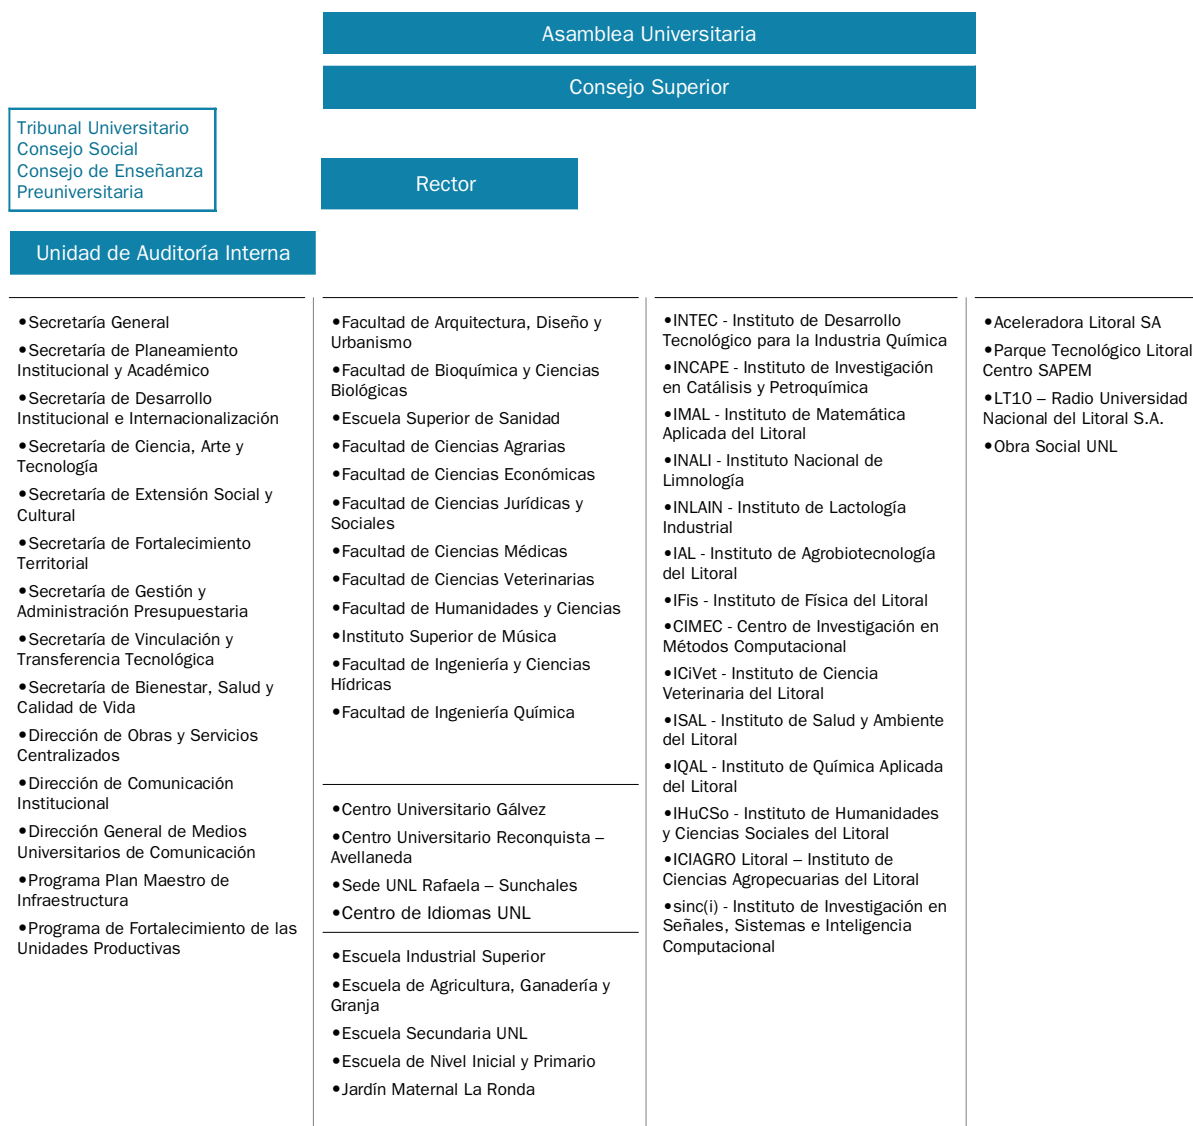 Asamblea Universitaria
Consejo Superior
Tribunal Universitario
Consejo Social
Consejo de Enseñanza
Preuniversitaria
Rector
Unidad de Auditoría Interna
•Secretaría General
•Secretaría de Planeamiento
Institucional y Académico
•Secretaría de Desarrollo
Institucional e Internacionalización
•Secretaría de Ciencia, Arte y
Tecnología
•Secretaría de Extensión Social y
Cultural
•Secretaría de Fortalecimiento
Territorial
•Secretaría de Gestión y
Administración Presupuestaria
•Secretaría de Vinculación y
Transferencia Tecnológica
•Secretaría de Bienestar, Salud y
Calidad de Vida
•Dirección de Obras y Servicios
Centralizados
•Dirección de Comunicación
Institucional
•Dirección General de Medios
Universitarios de Comunicación
•Programa Plan Maestro de
Infraestructura
•Programa de Fortalecimiento de las
Unidades Productivas
•Facultad de Arquitectura, Diseño y
Urbanismo
•Facultad de Bioquímica y Ciencias
Biológicas
•Escuela Superior de Sanidad
•Facultad de Ciencias Agrarias
•Facultad de Ciencias Económicas
•Facultad de Ciencias Jurídicas y
Sociales
•Facultad de Ciencias Médicas
•Facultad de Ciencias Veterinarias
•Facultad de Humanidades y Ciencias
•Instituto Superior de Música
•Facultad de Ingeniería y Ciencias
Hídricas
•Facultad de Ingeniería Química
•Centro Universitario Gálvez
•Centro Universitario Reconquista –
Avellaneda
•Sede UNL Rafaela – Sunchales
•Centro de Idiomas UNL
•Escuela Industrial Superior
•Escuela de Agricultura, Ganadería y
Granja
•Escuela Secundaria UNL
•Escuela de Nivel Inicial y Primario
•Jardín Maternal La Ronda
•INTEC - Instituto de Desarrollo
Tecnológico para la Industria Química
•INCAPE - Instituto de Investigación
en Catálisis y Petroquímica
•IMAL - Instituto de Matemática
Aplicada del Litoral
•INALI - Instituto Nacional de
Limnología
•INLAIN - Instituto de Lactología
Industrial
•IAL - Instituto de Agrobiotecnología
del Litoral
•IFis - Instituto de Física del Litoral
•CIMEC - Centro de Investigación en
Métodos Computacional
•ICiVet - Instituto de Ciencia
Veterinaria del Litoral
•ISAL - Instituto de Salud y Ambiente
del Litoral
•IQAL - Instituto de Química Aplicada
del Litoral
•IHuCSo - Instituto de Humanidades
y Ciencias Sociales del Litoral
•ICIAGRO Litoral – Instituto de
Ciencias Agropecuarias del Litoral
•sinc(i) - Instituto de Investigación en
Señales, Sistemas e Inteligencia
Computacional
•Aceleradora Litoral SA
•Parque Tecnológico Litoral
Centro SAPEM
•LT10 – Radio Universidad
Nacional del Litoral S.A.
•Obra Social UNL